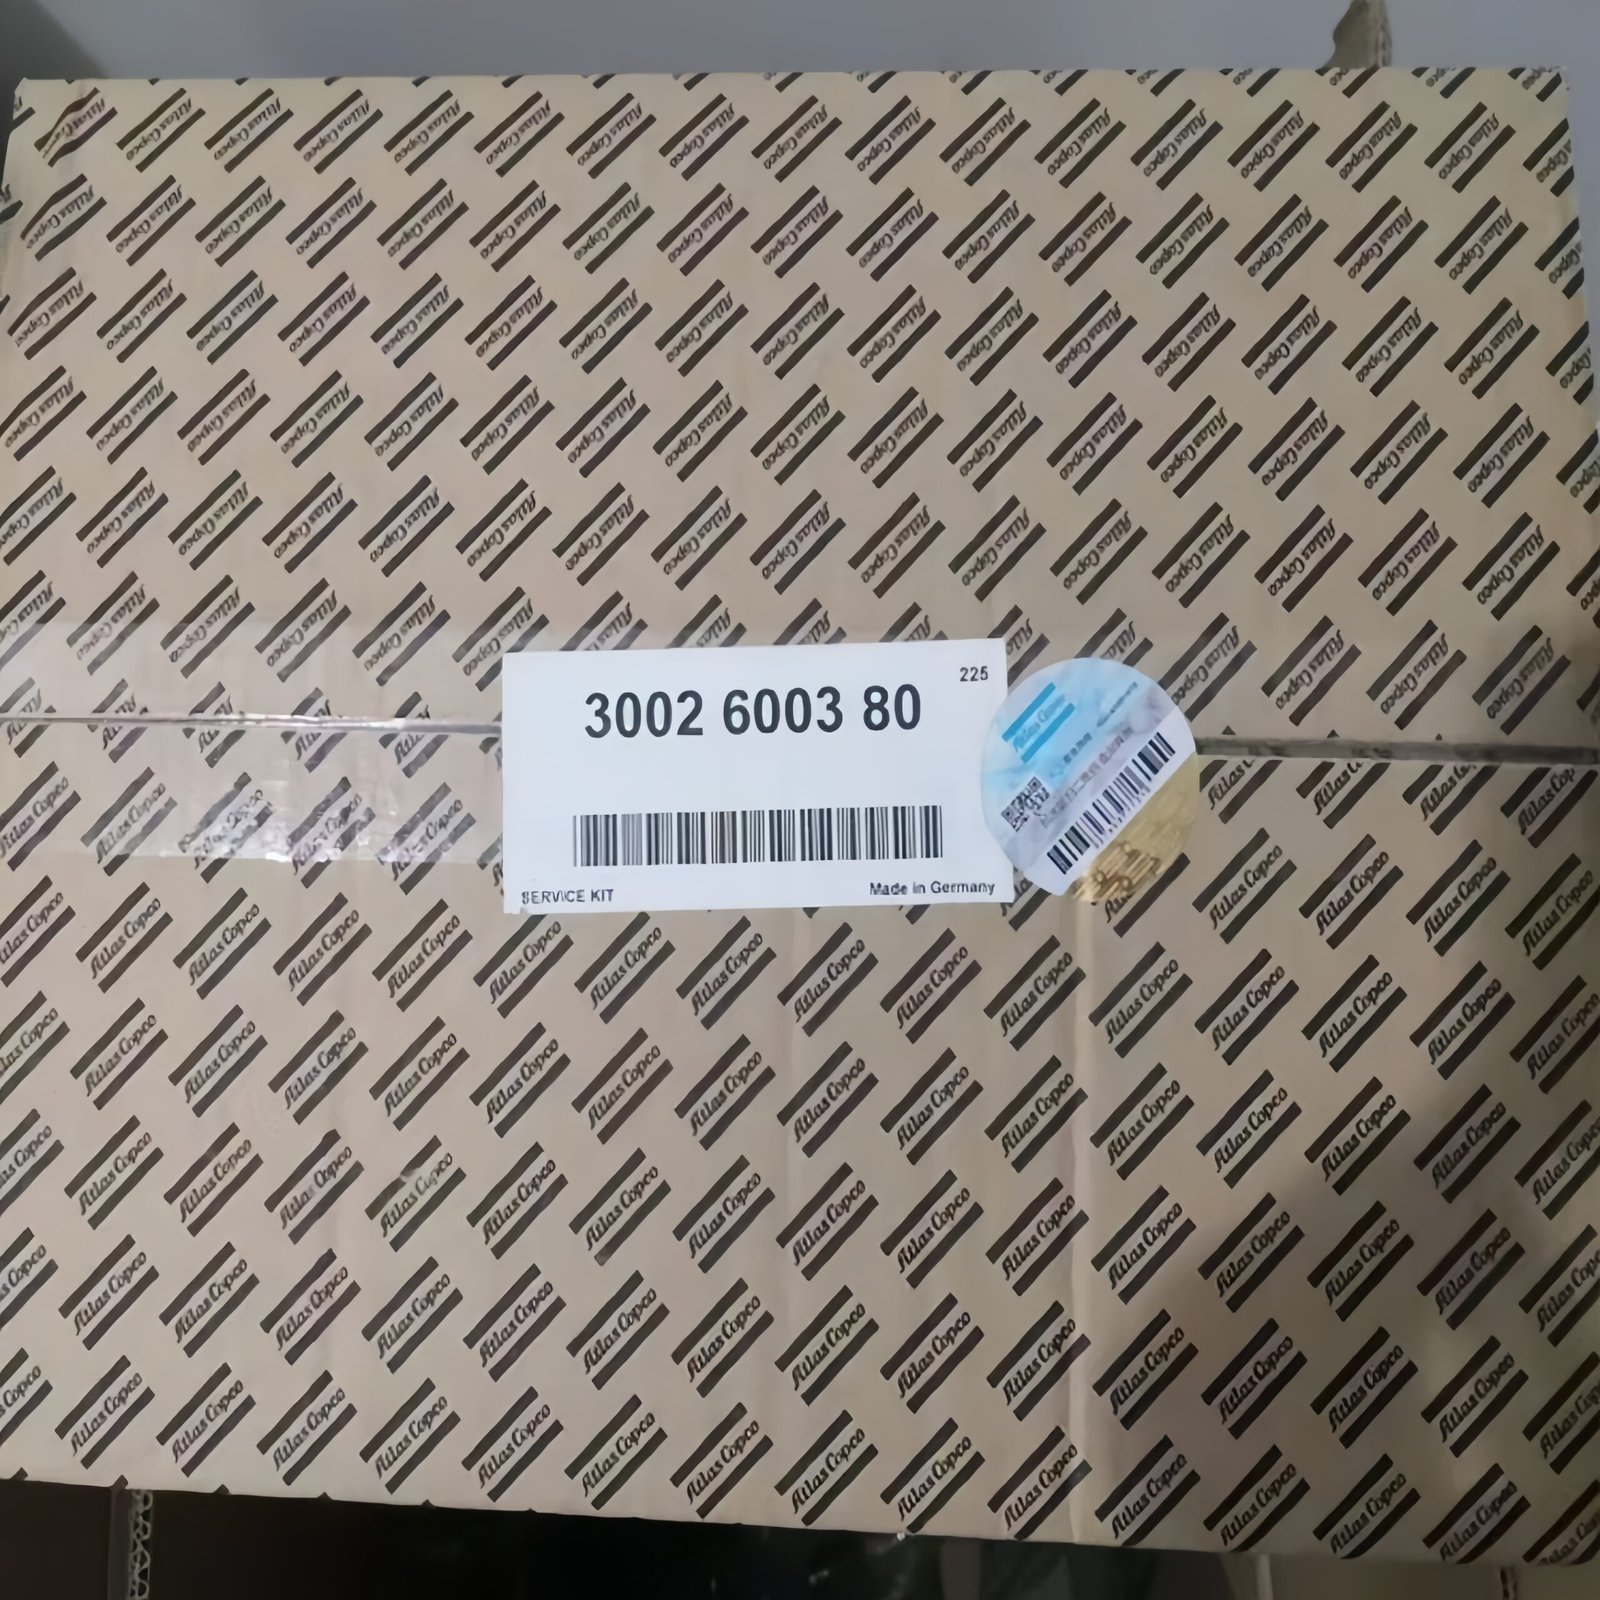 225
3002 6003 80
SERVICE KIT
Made in Germany
Atlas Copco